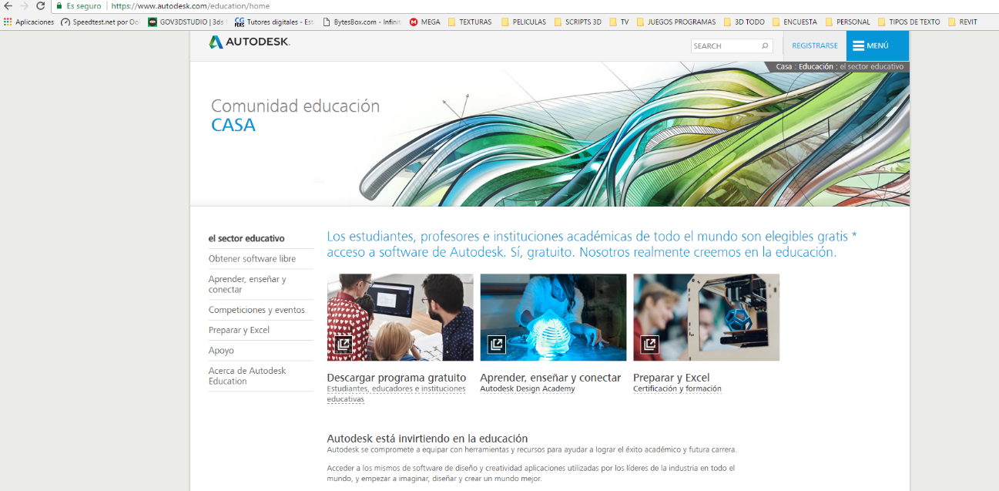 Es seguro | https://www.autodesk.com/education/home
Aplicaciones
Speedtest.net por Oo
GOV3DSTUDIO | 3ds
Tutores digitales - Est
BytesBox.com - Infinit
MEGA
TEXTURAS
PELICULAS
SCRIPTS 3D
TV
JUEGOS PROGRAMAS
3D TODO
ENCUESTA
PERSONAL
TIPOS DE TEXTO
REVIT
AUTODESK.
SEARCH
REGISTRARSE
MENÚ
Casa : Educación : el sector educativo
Comunidad educación
CASA
el sector educativo
Obtener software libre
Aprender, enseñar y
conectar
Competiciones y eventos
Preparar y Excel
Apoyo
Acerca de Autodesk
Education
Los estudiantes, profesores e instituciones académicas de todo el mundo son elegibles gratis *
acceso a software de Autodesk. Sí, gratuito. Nosotros realmente creemos en la educación.
Descargar programa gratuito
Estudiantes, educadores e instituciones
educativas
Aprender, enseñar y conectar
Autodesk Design Academy
Preparar y Excel
Certificación y formación
Autodesk está invirtiendo en la educación
Autodesk se compromete a equipar con herramientas y recursos para ayudar a lograr el éxito académico y futura carrera.
Acceder a los mismos de software de diseño y creatividad aplicaciones utilizadas por los líderes de la industria en todo el
mundo, y empezar a imaginar, diseñar y crear un mundo mejor.